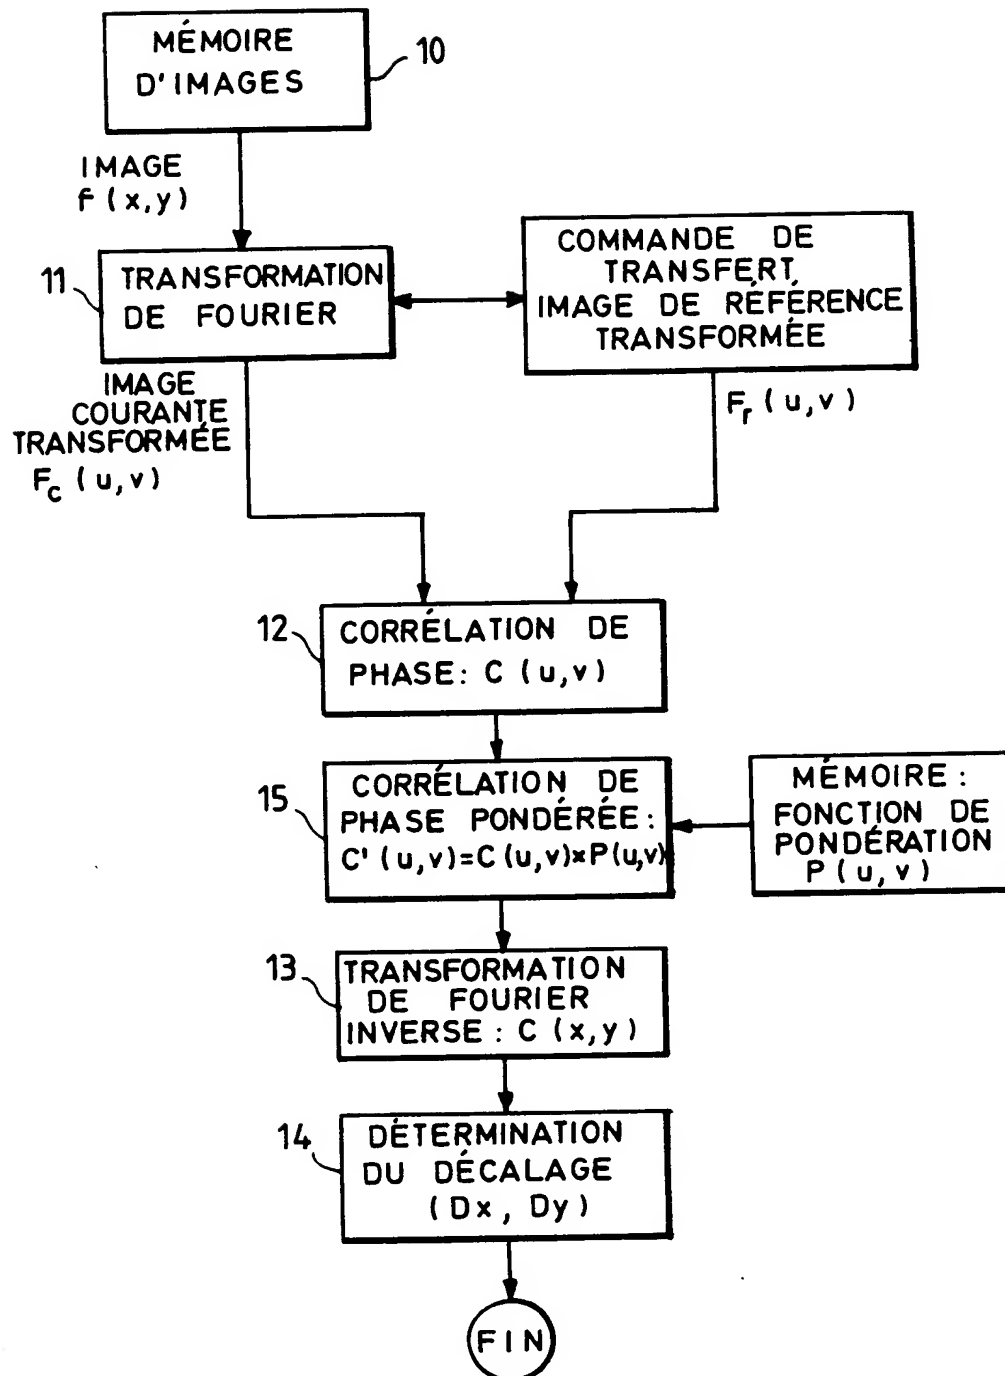 MÉMOIRE
D'IMAGES
10
IMAGE
f (x,y)
11
TRANSFORMATION
DE FOURIER
COMMANDE DE
TRANSFERT,
IMAGE DE RÉFÉRENCE
TRANSFORMÉE
IMAGE
COURANTE
TRANSFORMÉE
Fc (u,v)
Fr (u,v)
12
CORRÉLATION DE
PHASE: C (u,v)
15
CORRÉLATION DE
PHASE PONDÉRÉE:
C'(u,v)=C(u,v)xP(u,v)
MÉMOIRE:
FONCTION DE
PONDÉRATION
P(u,v)
13
TRANSFORMATION
DE FOURIER
INVERSE: C (x,y)
14
DÉTERMINATION
DU DÉCALAGE
(Dx, Dy)
FIN